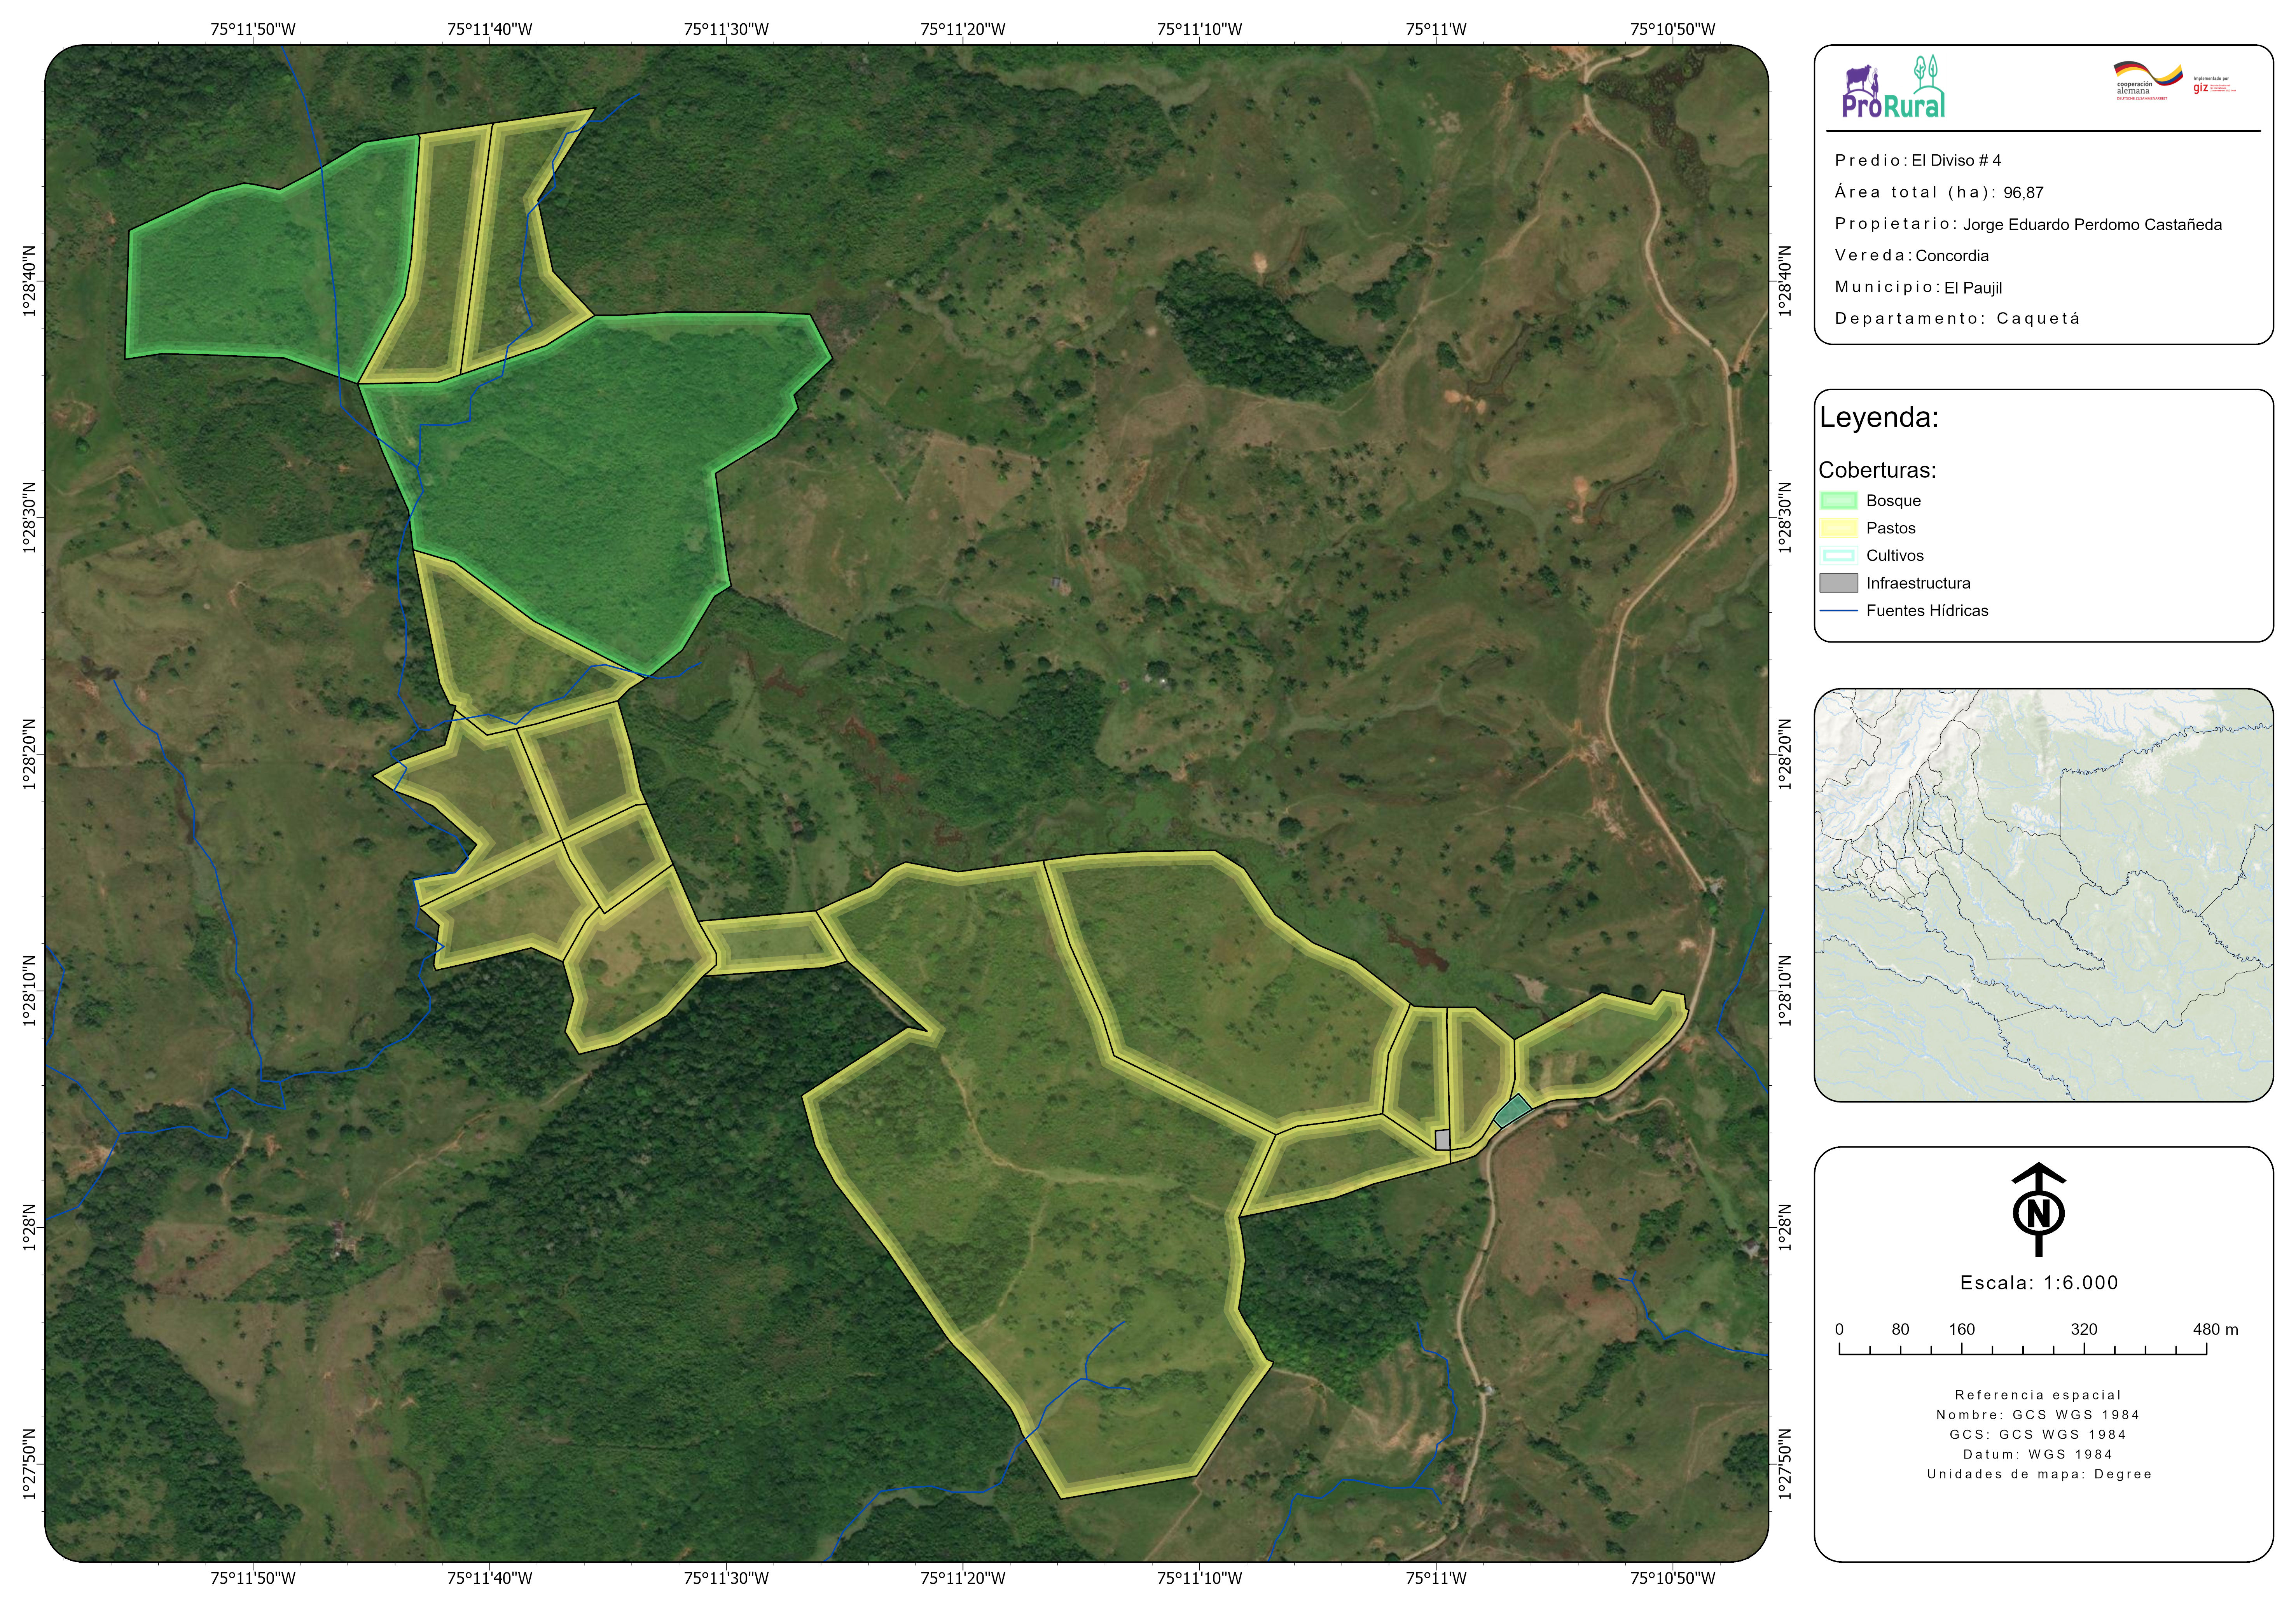 75°11'50"W 75°11'40"W 75°11'30"W 75°11'20"W 75°11'10"W 75°11'W 75°10'50"W
1°28'40"N
1°28'30"N
1°28'20"N
1°28'10"N
1°28'N
1°27'50"N
1°28'40"N
1°28'30"N
1°28'20"N
1°28'10"N
1°28'N
1°27'50"N
75°11'50"W 75°11'40"W 75°11'30"W 75°11'20"W 75°11'10"W 75°11'W 75°10'50"W
ProRural
cooperación
alemana
DEUTSCHE ZUSAMMENARBEIT
Implementada por
giz
Predio: El Diviso # 4
Área total (ha): 96,87
Propietario: Jorge Eduardo Perdomo Castañeda
Vereda: Concordia
Municipio: El Paujil
Departamento: Caquetá
Leyenda:
Coberturas:
Bosque
Pastos
Cultivos
Infraestructura
Fuentes Hídricas
N
Escala: 1:6.000
0 80 160 320 480 m
Referencia espacial
Nombre: GCS WGS 1984
GCS: GCS WGS 1984
Datum: WGS 1984
Unidades de mapa: Degree